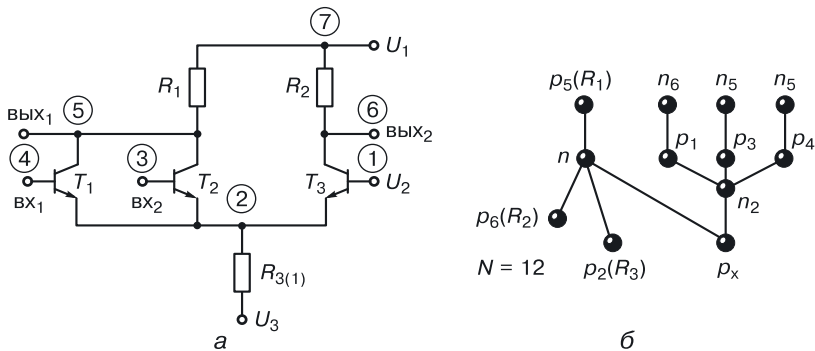 7
U1
R1
R2
вых1
5
6
вых2
4
3
1
T1
T2
T3
U2
вх1
вх2
2
R3(1)
U3
а
p5(R1)
n6
n5
n5
n
p1
p3
p4
n2
p6(R2)
N = 12
p2(R3)
px
б